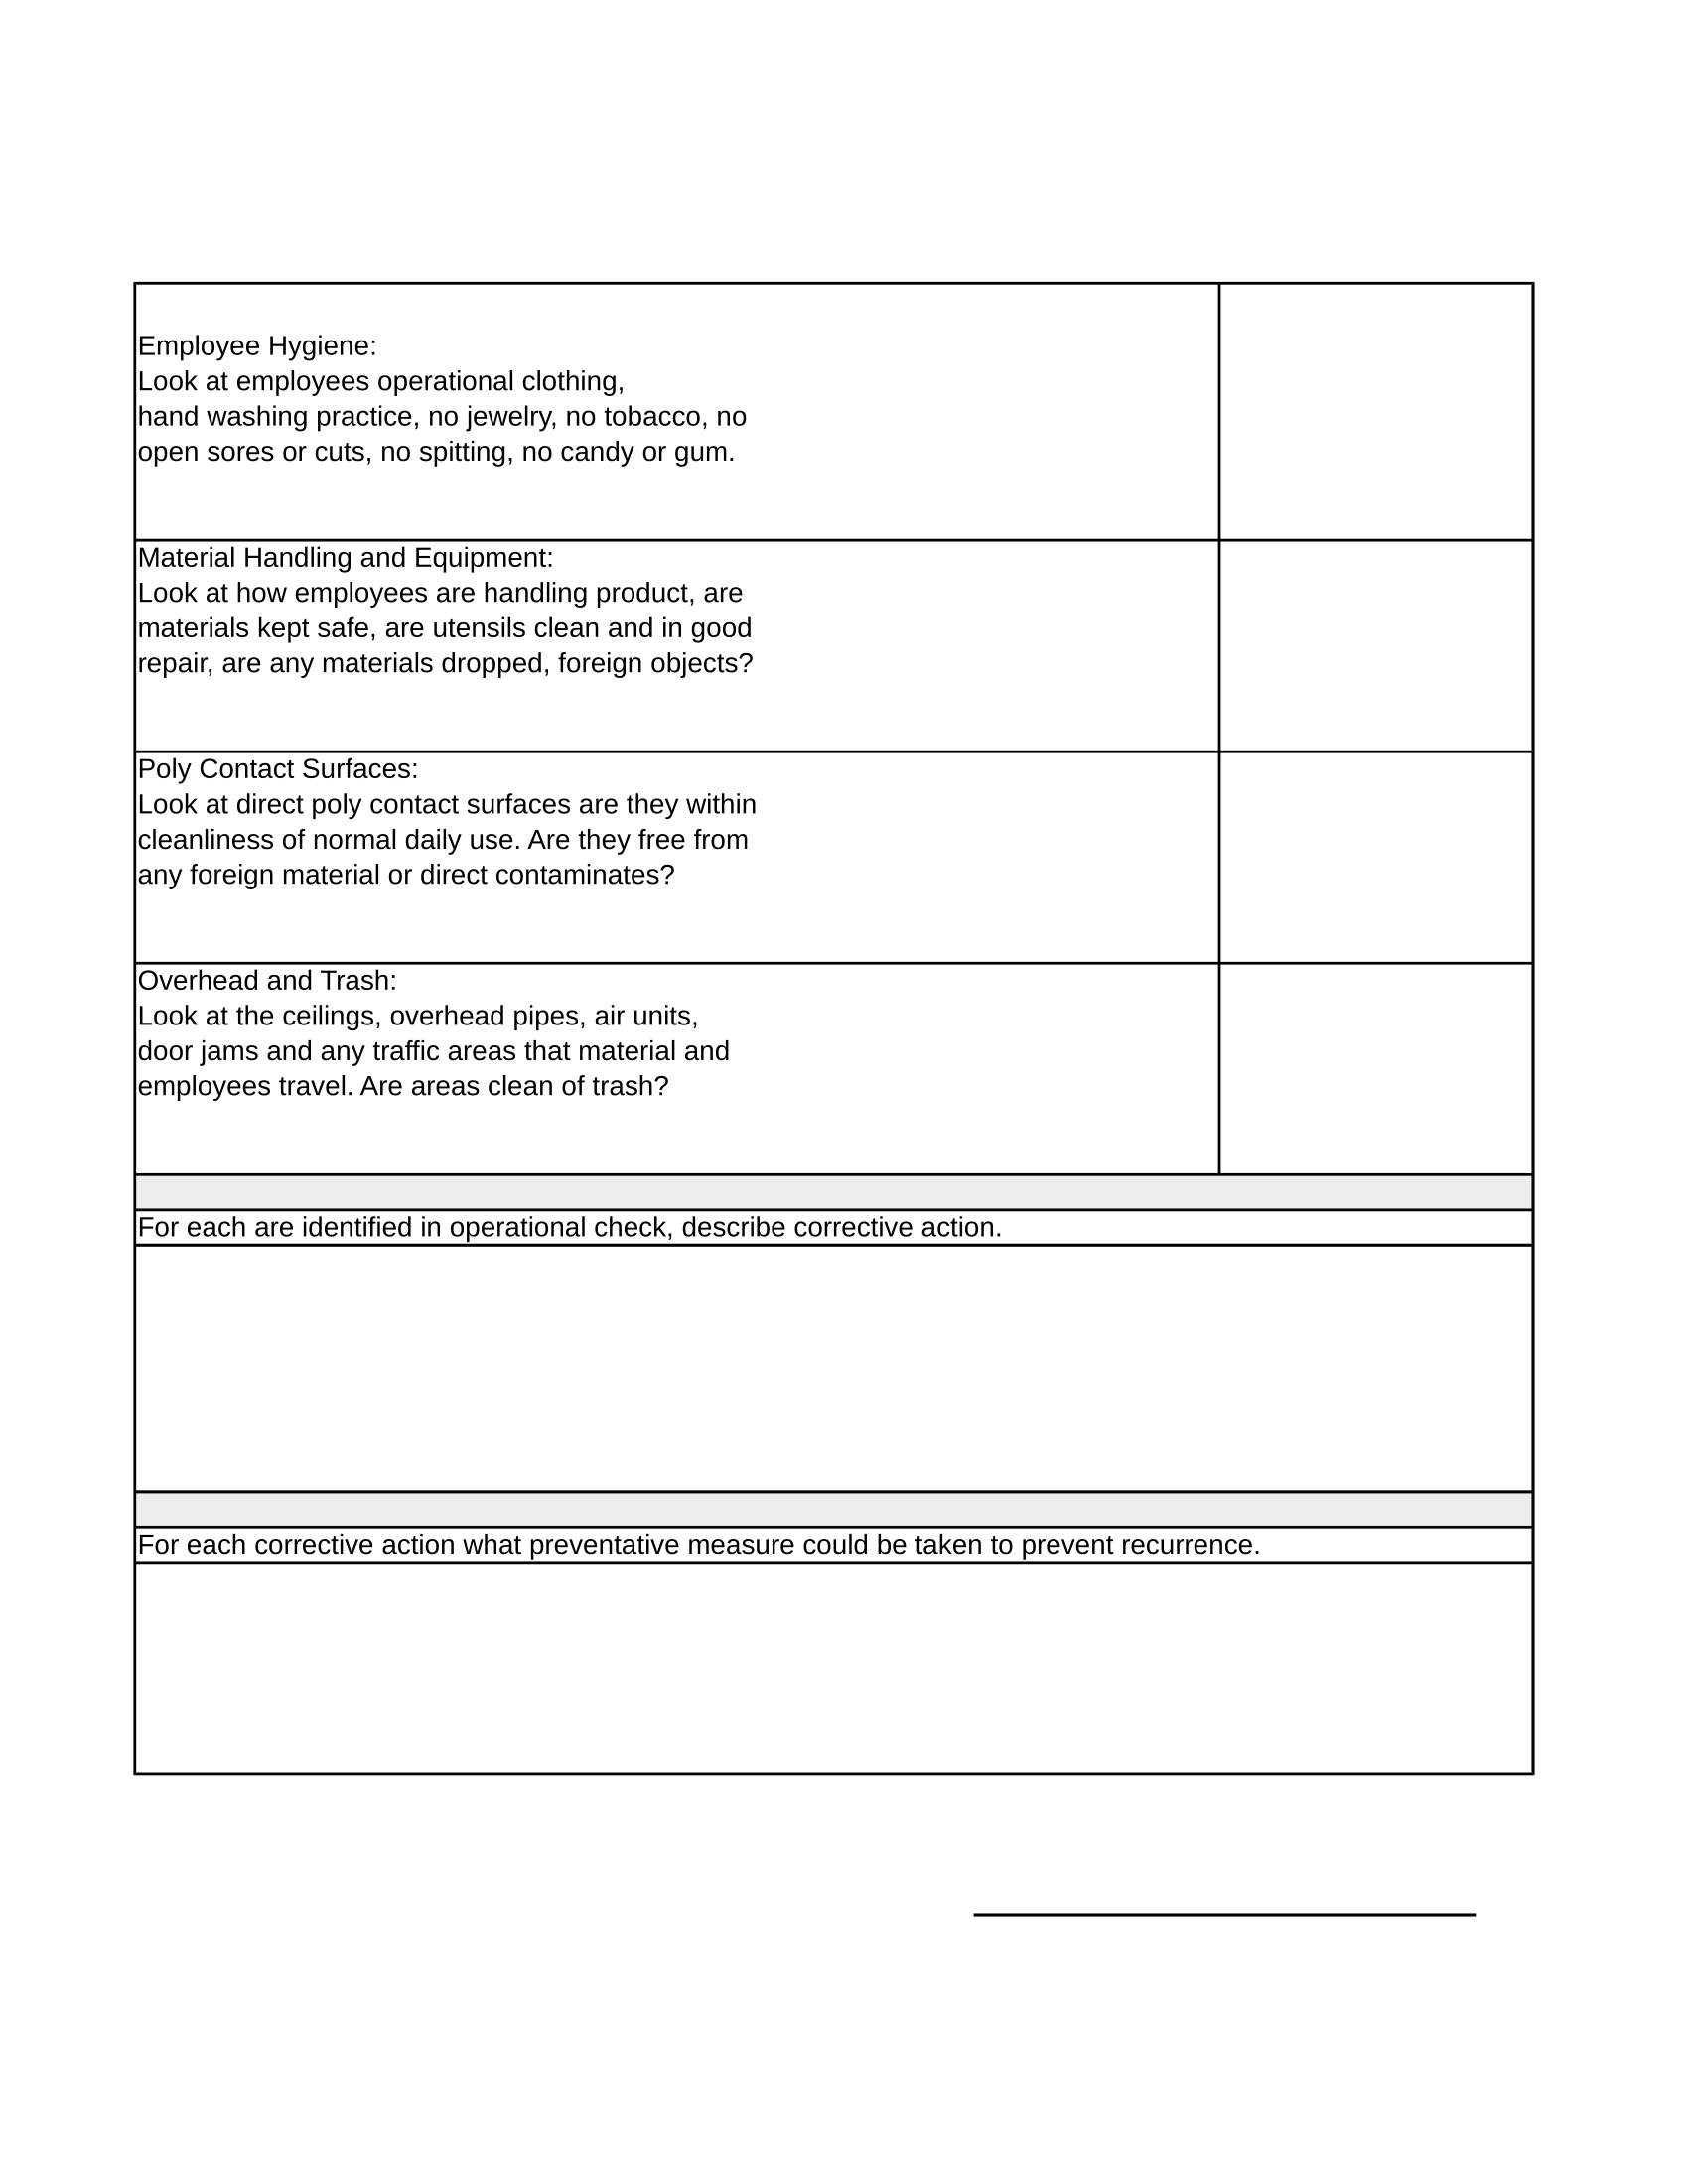 Employee Hygiene:
Look at employees operational clothing,
hand washing practice, no jewelry, no tobacco, no
open sores or cuts, no spitting, no candy or gum.
Material Handling and Equipment:
Look at how employees are handling product, are
materials kept safe, are utensils clean and in good
repair, are any materials dropped, foreign objects?
Poly Contact Surfaces:
Look at direct poly contact surfaces are they within
cleanliness of normal daily use. Are they free from
any foreign material or direct contaminates?
Overhead and Trash:
Look at the ceilings, overhead pipes, air units,
door jams and any traffic areas that material and
employees travel. Are areas clean of trash?
For each are identified in operational check, describe corrective action.
For each corrective action what preventative measure could be taken to prevent recurrence.